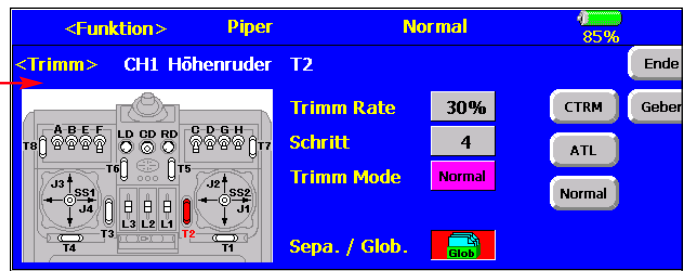 <Funktion> Piper Normal 85%
<Trimm> CH1 Höhenruder T2 Ende
Trimm Rate 30% CTRM Geber
Schritt 4 ATL
Trimm Mode Normal Normal
Sepa. / Glob. Glob
A B E F LD CD RD C D G H
T8 T7
T6 T5
J3 SS1 J2 SS2
J4 J1
L3 L2 L1
T3 T2
T4 T1